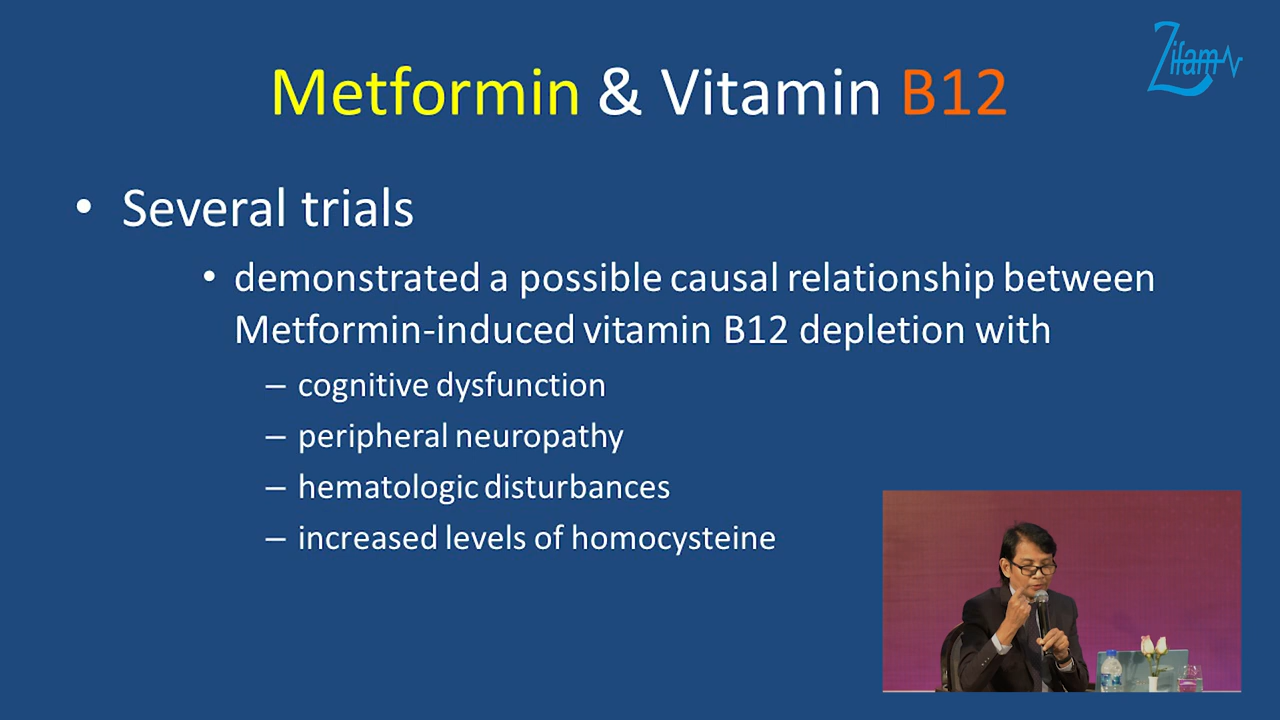 Zifam
Metformin & Vitamin B12
• Several trials
• demonstrated a possible causal relationship between
Metformin-induced vitamin B12 depletion with
– cognitive dysfunction
– peripheral neuropathy
– hematologic disturbances
– increased levels of homocysteine